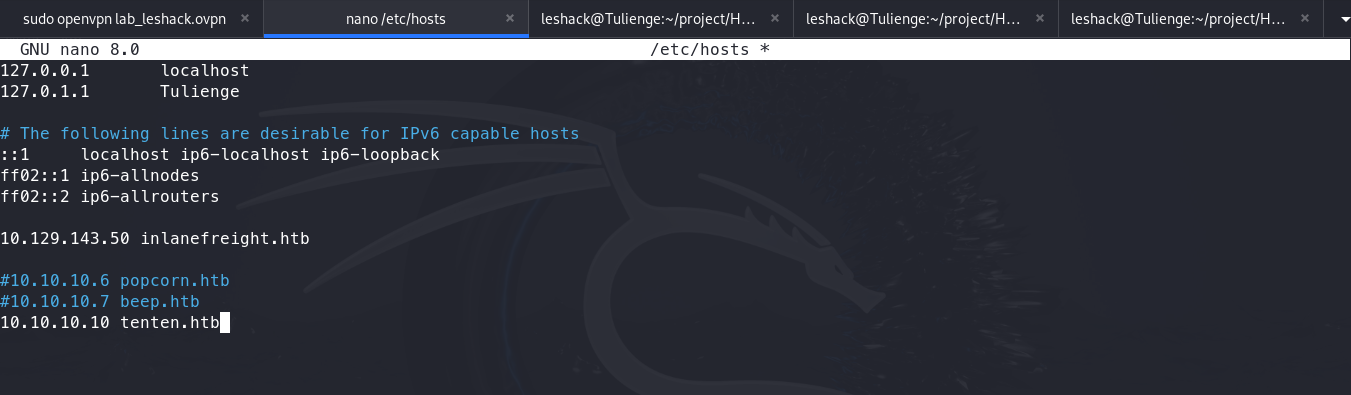 sudo openvpn lab_leshack.ovpn × nano /etc/hosts × leshack@Tulienge:~/project/H... × leshack@Tulienge:~/project/H... × leshack@Tulienge:~/project/H... ×
GNU nano 8.0 /etc/hosts *
127.0.0.1 localhost
127.0.1.1 Tulienge
# The following lines are desirable for IPv6 capable hosts
::1 localhost ip6-localhost ip6-loopback
ff02::1 ip6-allnodes
ff02::2 ip6-allrouters
10.129.143.50 inlanefreight.htb
#10.10.10.6 popcorn.htb
#10.10.10.7 beep.htb
10.10.10.10 tenten.htb